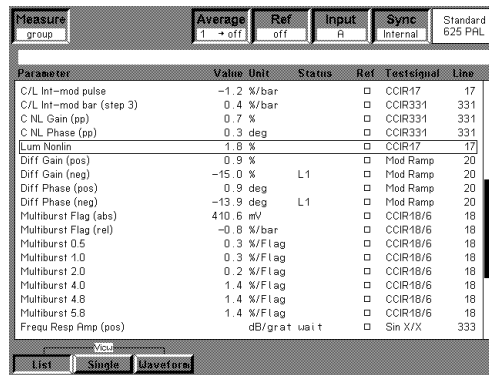 Measure Average Ref Input Sync Standard
group 1 → off off A Internal 625 PAL
Parameter Value Unit Status Ref Testsignal Line
C/L Int-mod pulse -1.2 %/bar CCIR17 17
C/L Int-mod bar (step 3) 0.4 %/bar CCIR331 331
C NL Gain (pp) 0.7 % CCIR331 331
C NL Phase (pp) 0.3 deg CCIR331 331
Lum Nonlin 1.8 % CCIR17 17
Diff Gain (pos) 0.9 % Mod Ramp 20
Diff Gain (neg) -15.0 % L1 Mod Ramp 20
Diff Phase (pos) 0.9 deg Mod Ramp 20
Diff Phase (neg) -13.9 deg L1 Mod Ramp 20
Multiburst Flag (abs) 410.6 mV CCIR18/6 18
Multiburst Flag (rel) -0.8 %/bar CCIR18/6 18
Multiburst 0.5 0.3 %/Flag CCIR18/6 18
Multiburst 1.0 0.3 %/Flag CCIR18/6 18
Multiburst 2.0 0.2 %/Flag CCIR18/6 18
Multiburst 4.0 1.4 %/Flag CCIR18/6 18
Multiburst 4.8 1.4 %/Flag CCIR18/6 18
Multiburst 5.8 1.4 %/Flag CCIR18/6 18
Frequ Resp Amp (pos) dB/grat wait Sin X/X 333
View
List Single Waveform